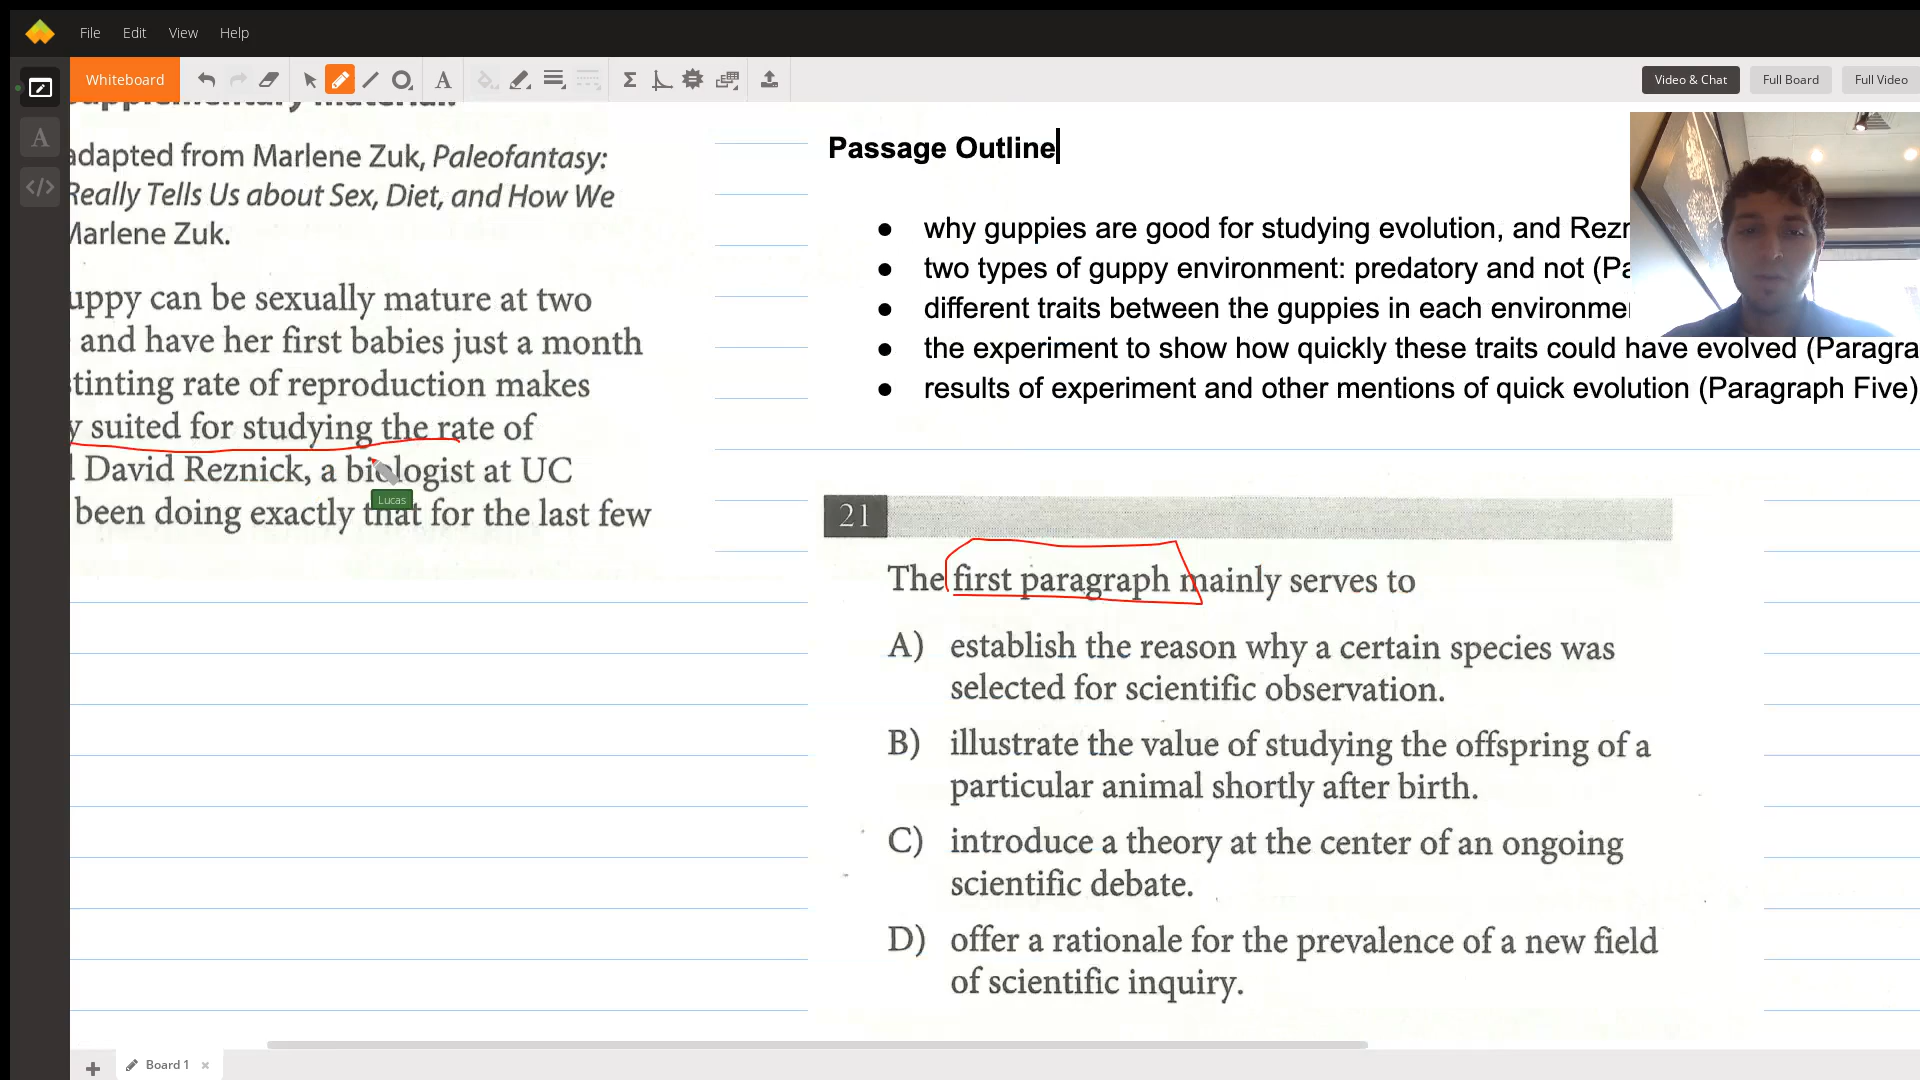 File Edit View Help
Whiteboard
Video & Chat Full Board Full Video
adapted from Marlene Zuk, Paleofantasy:
Really Tells Us about Sex, Diet, and How We
Marlene Zuk.
uppy can be sexually mature at two
and have her first babies just a month
tinting rate of reproduction makes
y suited for studying the rate of
David Reznick, a biologist at UC
been doing exactly that for the last few
Lucas
Passage Outline
● why guppies are good for studying evolution, and Rezn
● two types of guppy environment: predatory and not (Pa
● different traits between the guppies in each environme
● the experiment to show how quickly these traits could have evolved (Paragra
● results of experiment and other mentions of quick evolution (Paragraph Five)
21
The first paragraph mainly serves to
A) establish the reason why a certain species was
selected for scientific observation.
B) illustrate the value of studying the offspring of a
particular animal shortly after birth.
C) introduce a theory at the center of an ongoing
scientific debate.
D) offer a rationale for the prevalence of a new field
of scientific inquiry.
Board 1